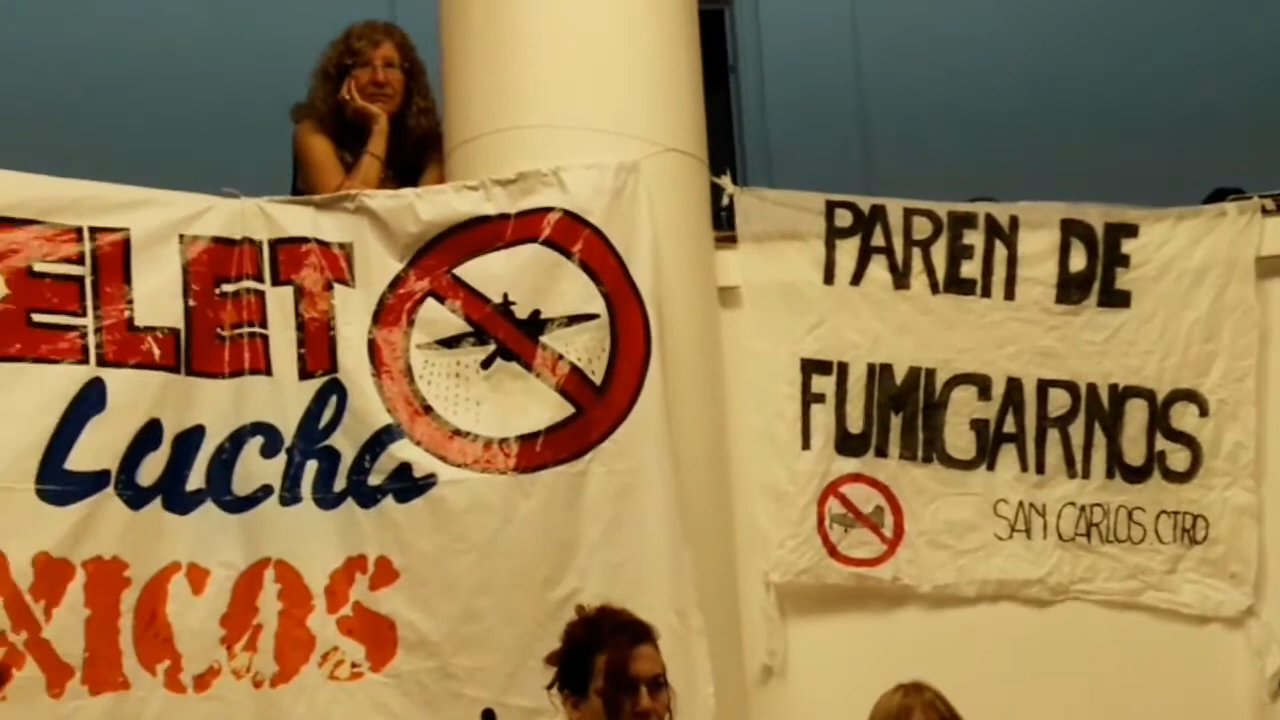 ELET
Lucha
XICOS
PAREN DE
FUMIGARNOS
SAN CARLOS.CTRO